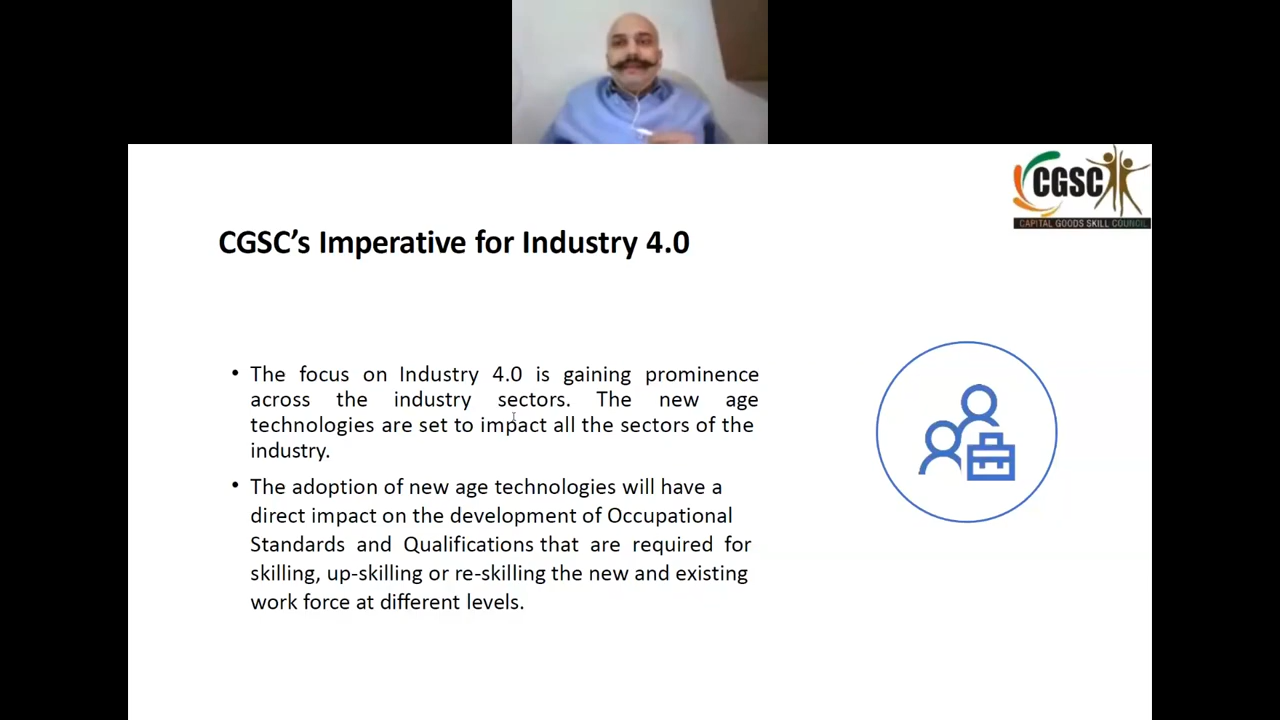 CGSC
CAPITAL GOODS SKILL COUNCIL
CGSC’s Imperative for Industry 4.0
• The focus on Industry 4.0 is gaining prominence
across the industry sectors. The new age
technologies are set to impact all the sectors of the
industry.
• The adoption of new age technologies will have a
direct impact on the development of Occupational
Standards and Qualifications that are required for
skilling, up-skilling or re-skilling the new and existing
work force at different levels.